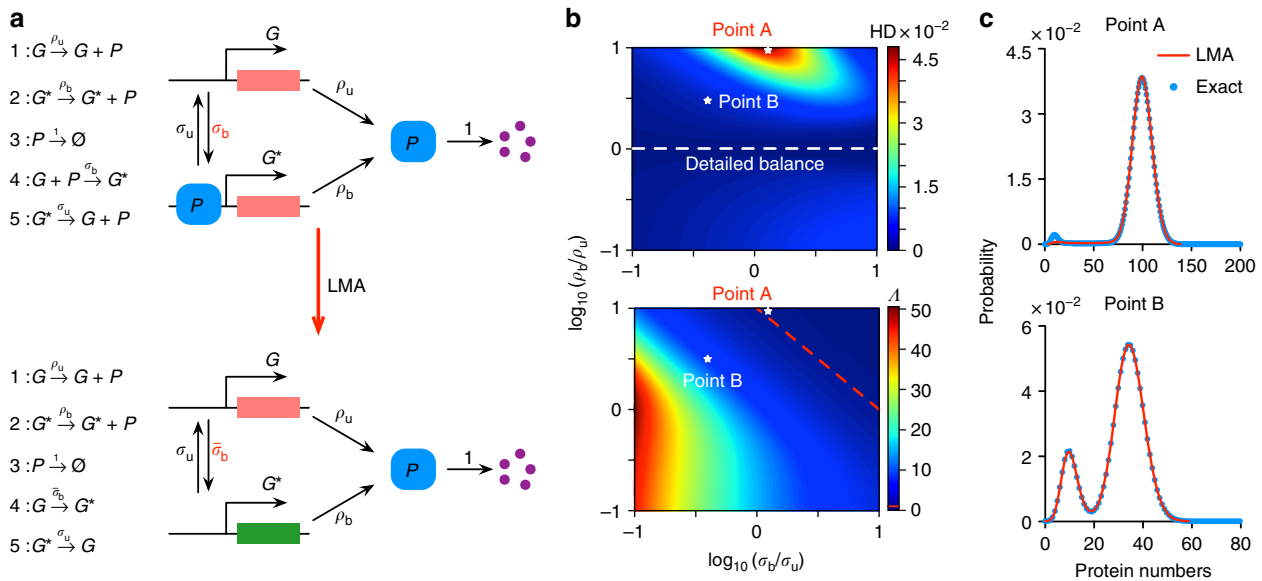 a
1 : G ρu→ G + P
2 : G* ρb→ G* + P
3 : P 1→ Ø
4 : G + P σb→ G*
5 : G* σu→ G + P
G
ρu
σu
σb
P
1
G*
P
ρb
LMA
1 : G ρu→ G + P
2 : G* ρb→ G* + P
3 : P 1→ Ø
4 : G σ̄b→ G*
5 : G* σu→ G
G
ρu
σu
σ̄b
P
1
G*
ρb
b
Point A
HD × 10⁻²
1
0
−1
Point B
Detailed balance
−1
0
1
4
3
2
1
0
log10 (ρb/ρu)
Point A
Λ
1
0
−1
Point B
−1
0
1
50
40
30
20
10
0
log10 (σb/σu)
c
Point A
× 10⁻²
4.5
3
1.5
0
LMA
Exact
0
50
100
150
200
Probability
Point B
× 10⁻²
6
4
2
0
0
20
40
60
80
Protein numbers